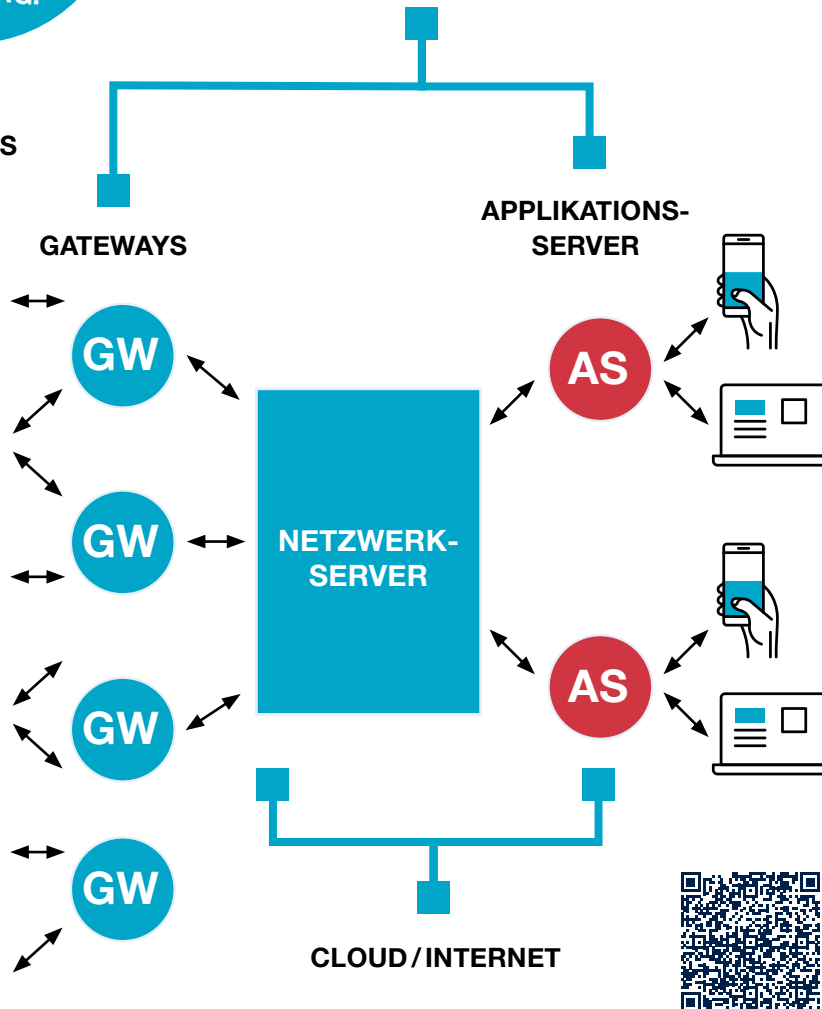 S
GATEWAYS
APPLIKATIONS-
SERVER
GW
AS
GW
NETZWERK-
SERVER
GW
AS
GW
CLOUD / INTERNET